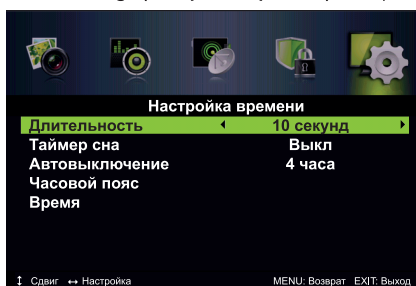 Настройка времени
Длительность 10 секунд
Таймер сна Выкл
Автовыключение 4 часа
Часовой пояс
Время
Сдвиг Настройка MENU: Возврат EXIT: Выход